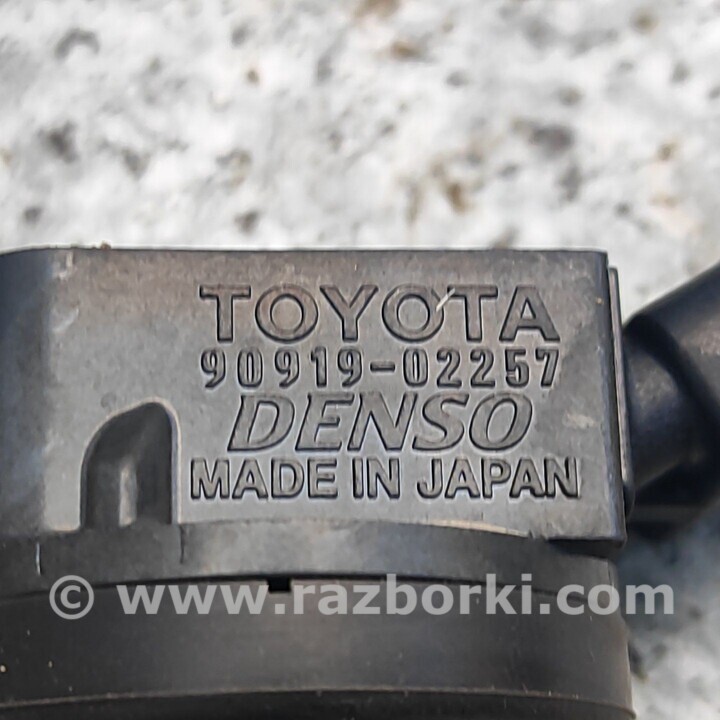 TOYOTA
90919-02257
DENSO
MADE IN JAPAN
© www.razborki.com